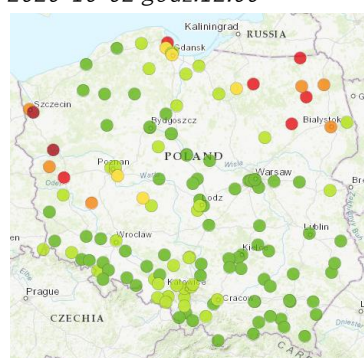 2020-10-02 godz.12:00
Kaliningrad
RUSSIA
Gdansk
Szczecin
Bydgoszcz
Bialystok
Poznan
POLAND
Wisla
Warsaw
Lodz
Lublin
Wroclaw
Prague
Cracow
CZECHIA